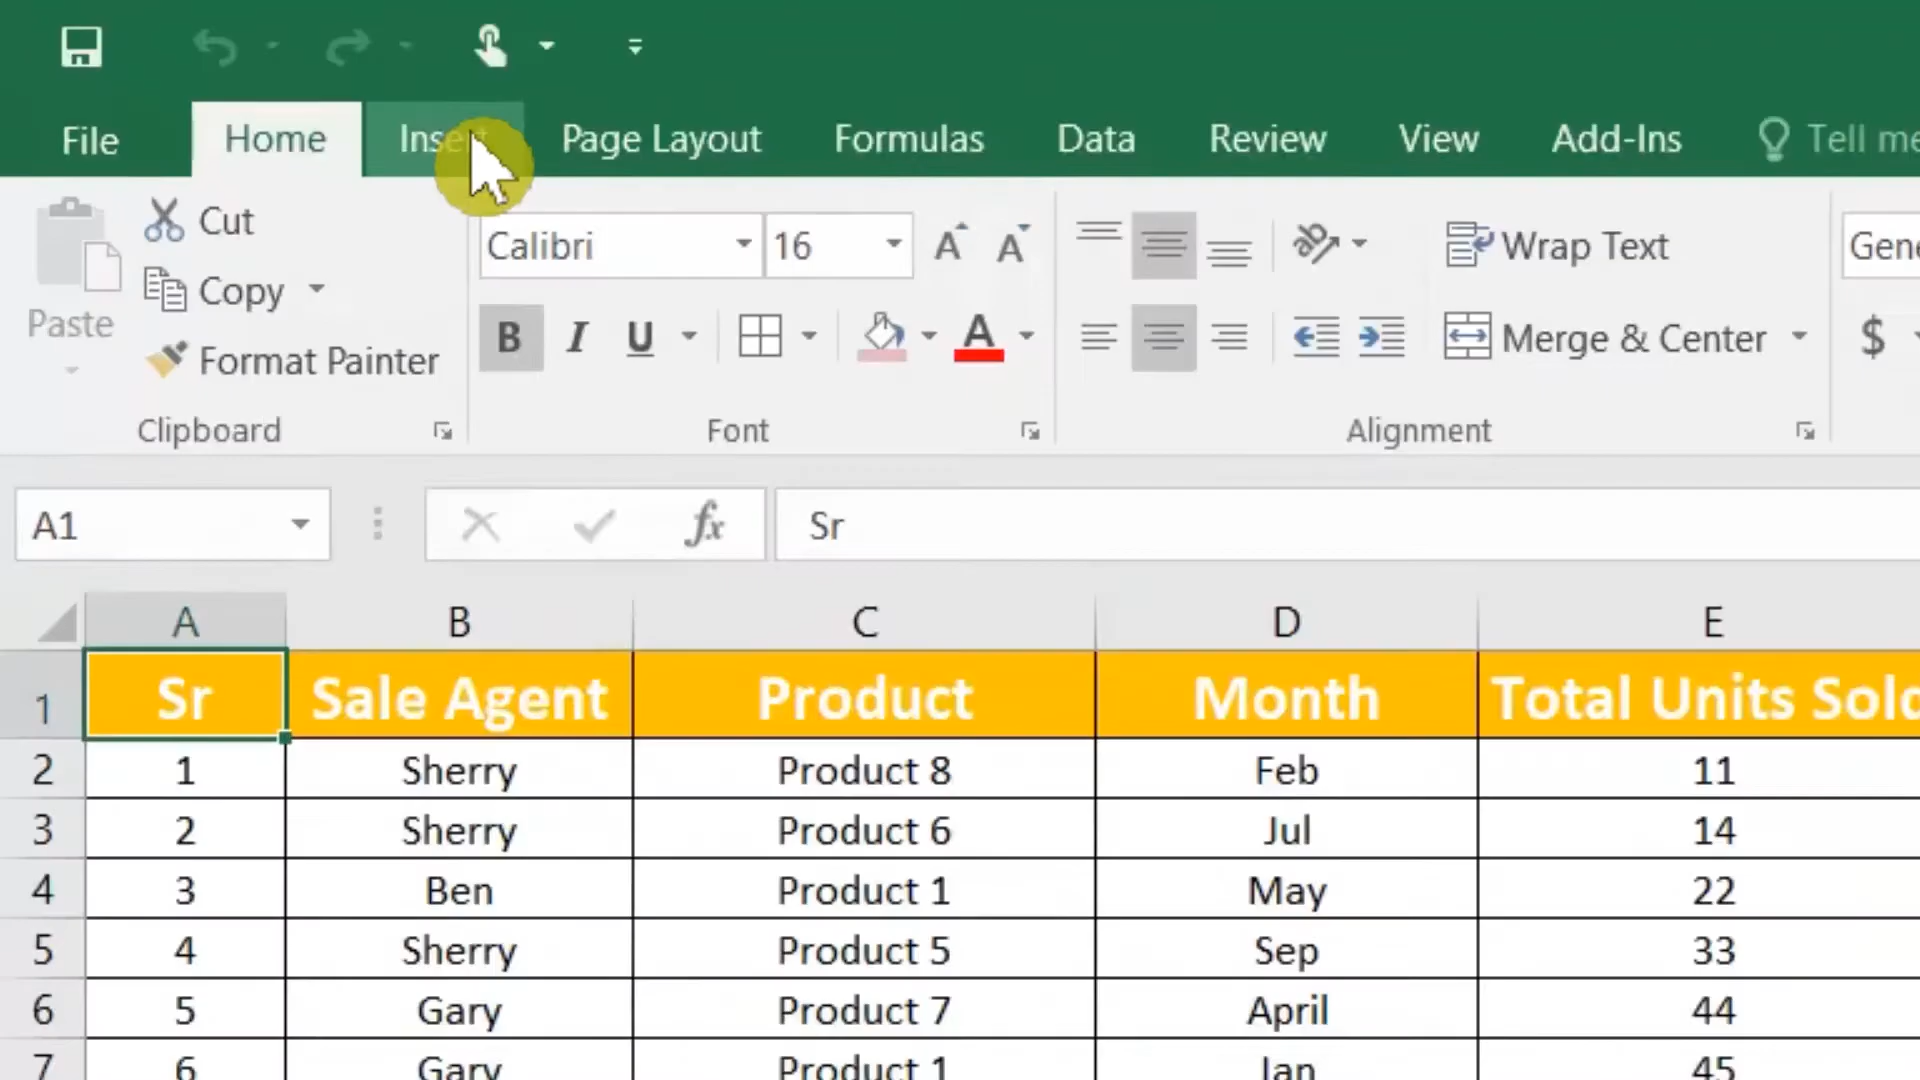 File Home Insert Page Layout Formulas Data Review View Add-Ins Tell me
Cut
Copy
Paste
Format Painter
Clipboard
Calibri 16
B I U A
Font
Wrap Text
Merge & Center
Alignment
Gene
$
A1 fx Sr
A B C D E
1 Sr Sale Agent Product Month Total Units Sold
2 1 Sherry Product 8 Feb 11
3 2 Sherry Product 6 Jul 14
4 3 Ben Product 1 May 22
5 4 Sherry Product 5 Sep 33
6 5 Gary Product 7 April 44
7 6 Gary Product 1 Jan 45